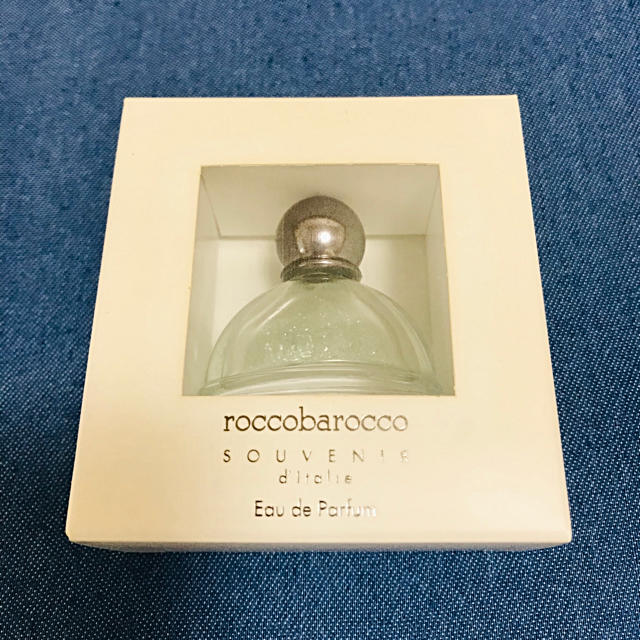 roccobarocco
SOUVENIR
d'Italie
Eau de Parfum